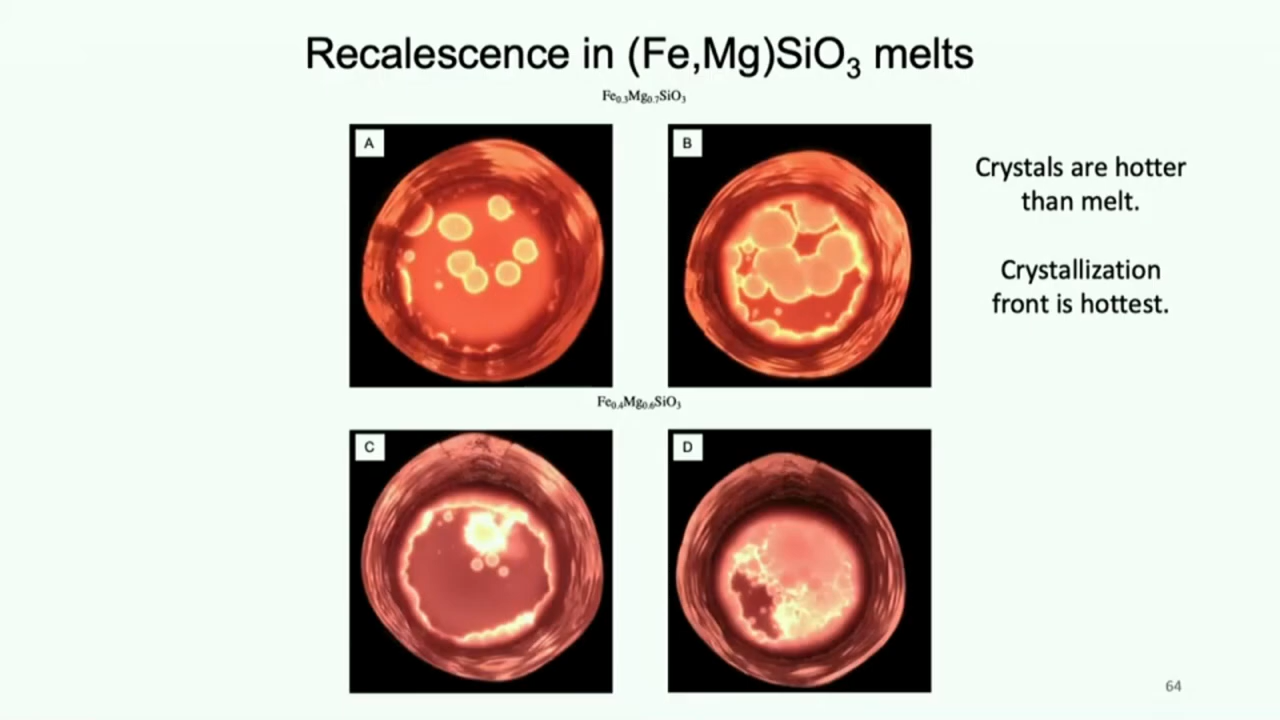 Recalescence in (Fe,Mg)SiO₃ melts
Fe₀.₃Mg₀.₇SiO₃
A
B
Crystals are hotter
than melt.
Crystallization
front is hottest.
Fe₀.₄Mg₀.₆SiO₃
C
D
64